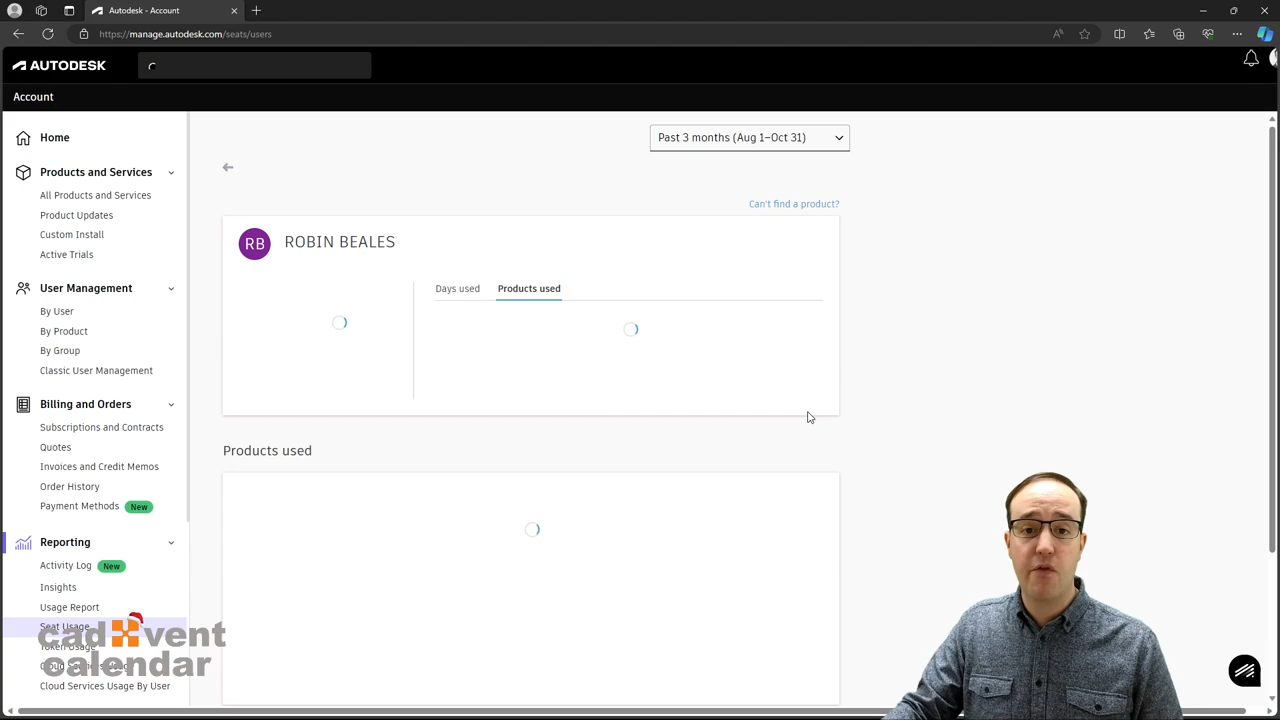 Autodesk - Account
https://manage.autodesk.com/seats/users
AUTODESK
Account
Home
Products and Services
All Products and Services
Product Updates
Custom Install
Active Trials
User Management
By User
By Product
By Group
Classic User Management
Billing and Orders
Subscriptions and Contracts
Quotes
Invoices and Credit Memos
Order History
Payment Methods New
Reporting
Activity Log New
Insights
Usage Report
Seat Usage
Token Usage
Cloud Services Usage By User
cad vent
calendar
Past 3 months (Aug 1–Oct 31)
Can't find a product?
RB ROBIN BEALES
Days used Products used
Products used